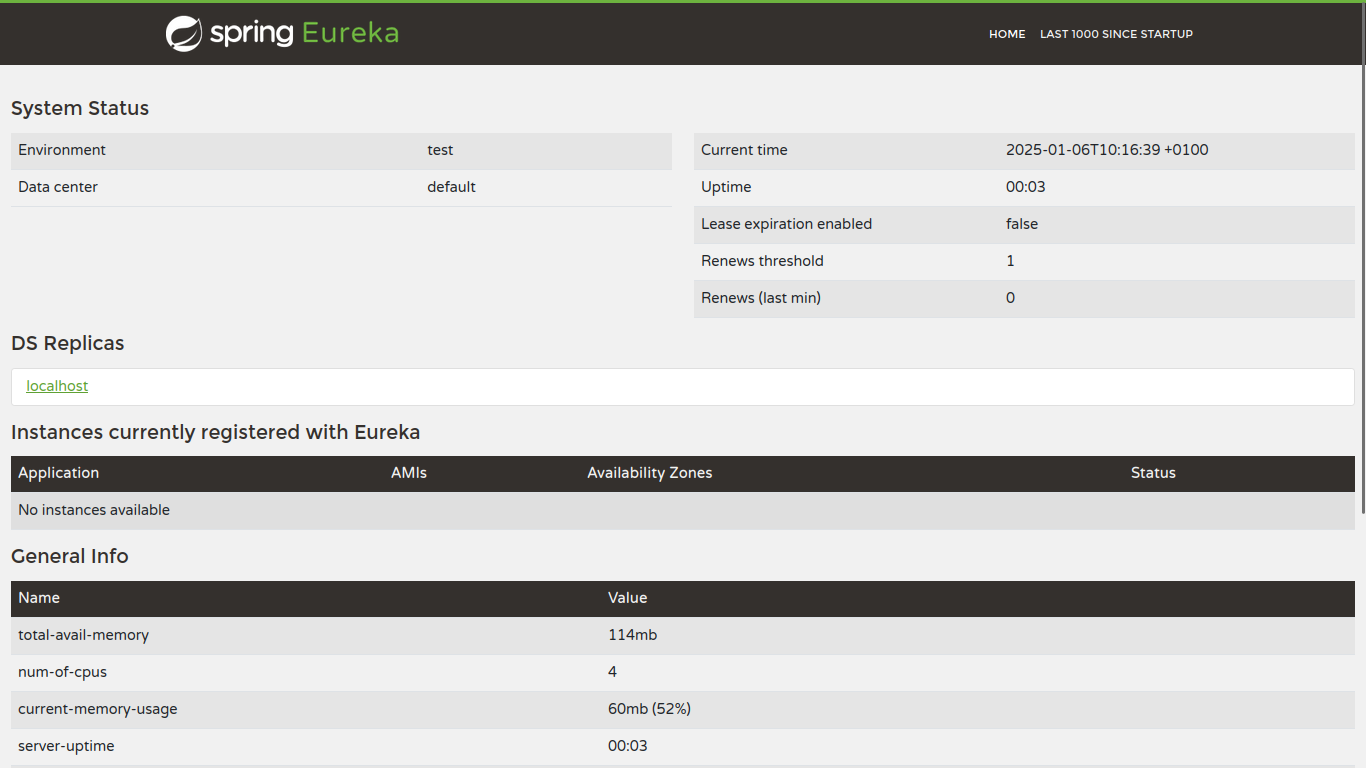 spring Eureka HOME LAST 1000 SINCE STARTUP
System Status
Environment test
Data center default
Current time 2025-01-06T10:16:39 +0100
Uptime 00:03
Lease expiration enabled false
Renews threshold 1
Renews (last min) 0
DS Replicas
localhost
Instances currently registered with Eureka
Application AMIs Availability Zones Status
No instances available
General Info
Name Value
total-avail-memory 114mb
num-of-cpus 4
current-memory-usage 60mb (52%)
server-uptime 00:03